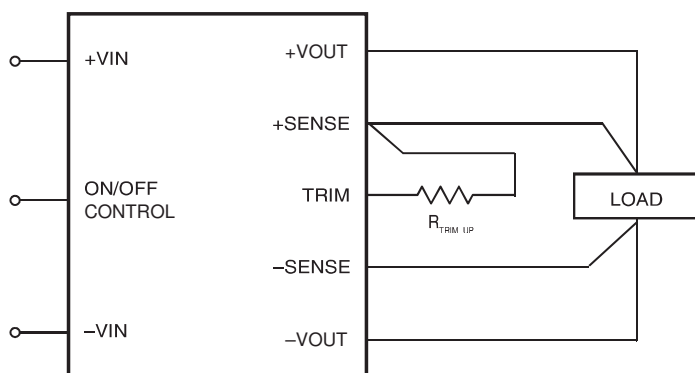 +VIN
+VOUT
+SENSE
ON/OFF
CONTROL
TRIM
R TRIM UP
LOAD
–SENSE
–VIN
–VOUT